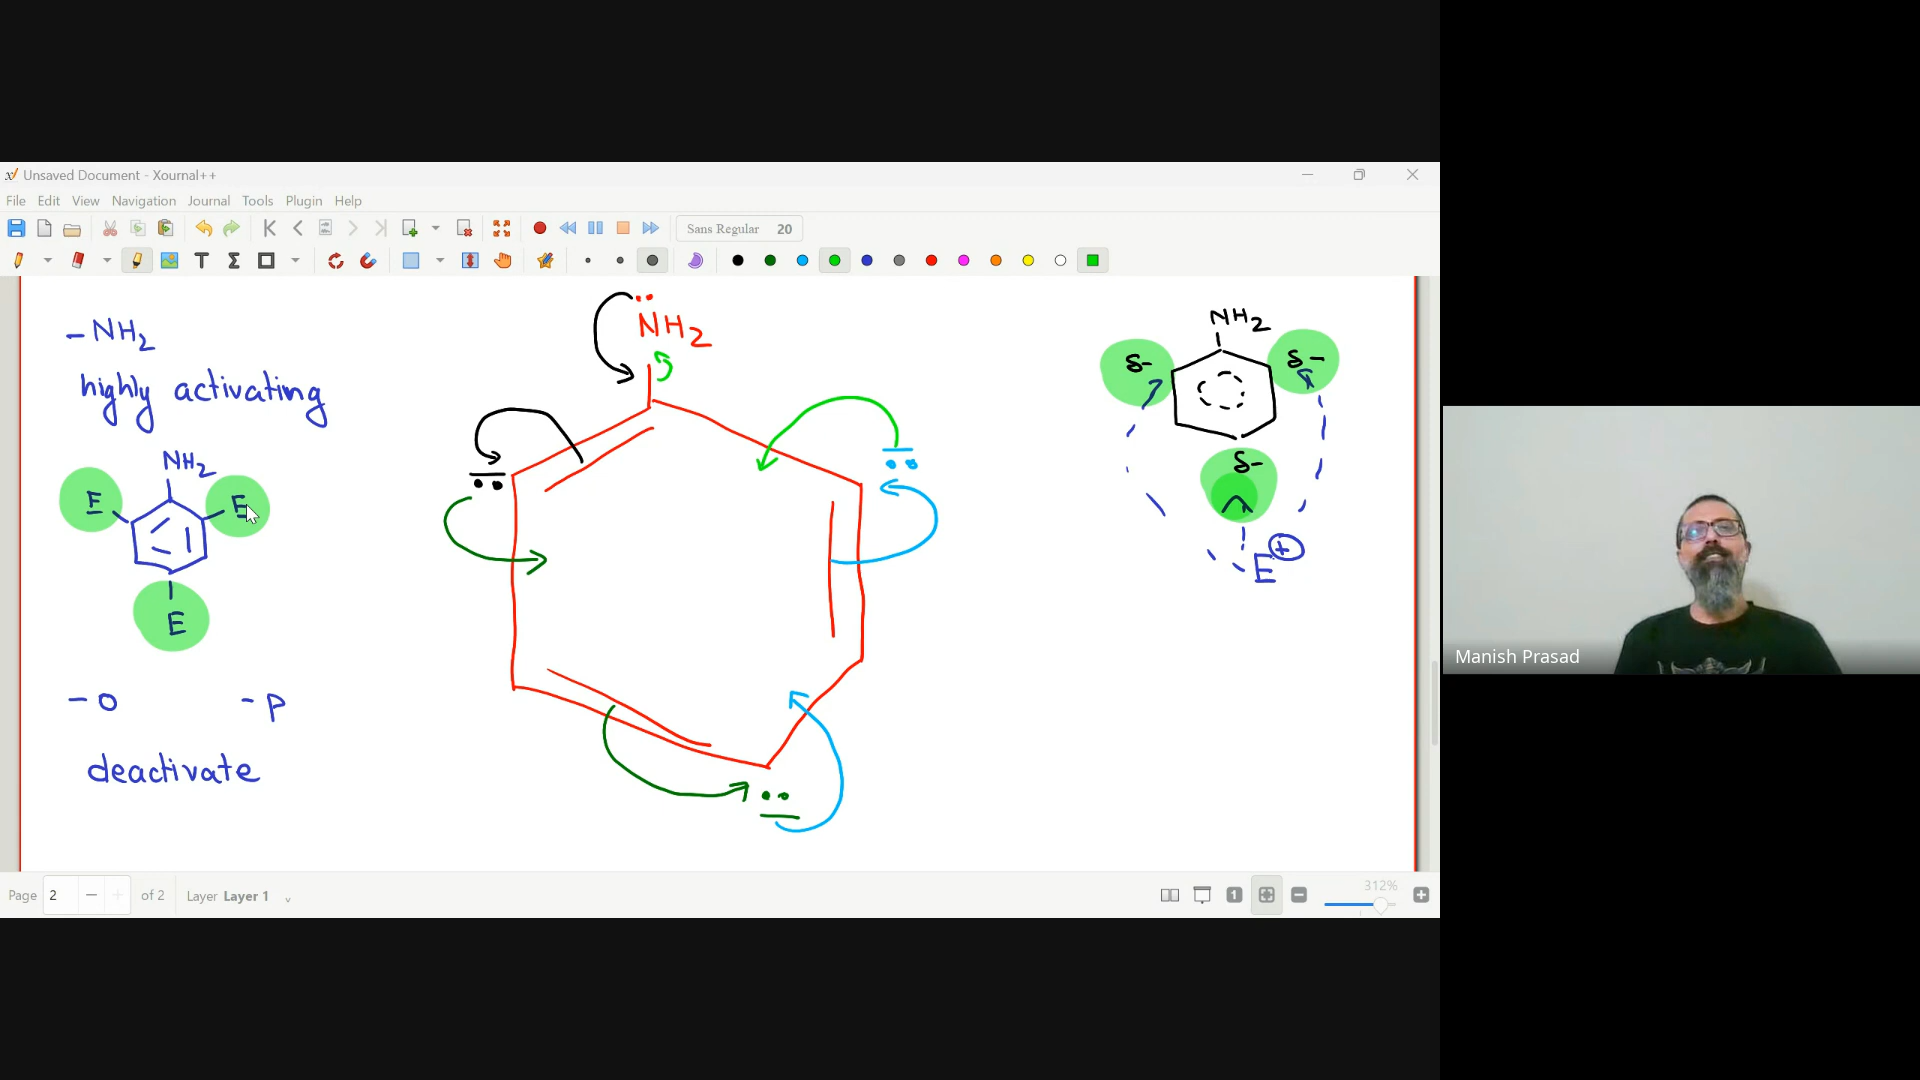 Unsaved Document - Xournal++
File Edit View Navigation Journal Tools Plugin Help
Sans Regular 20
- NH2
highly activating
NH2
E
E
E
- O - P
deactivate
NH2
NH2
δ-
δ-
δ-
E +
Manish Prasad
Page 2 of 2 Layer Layer 1
1
312%